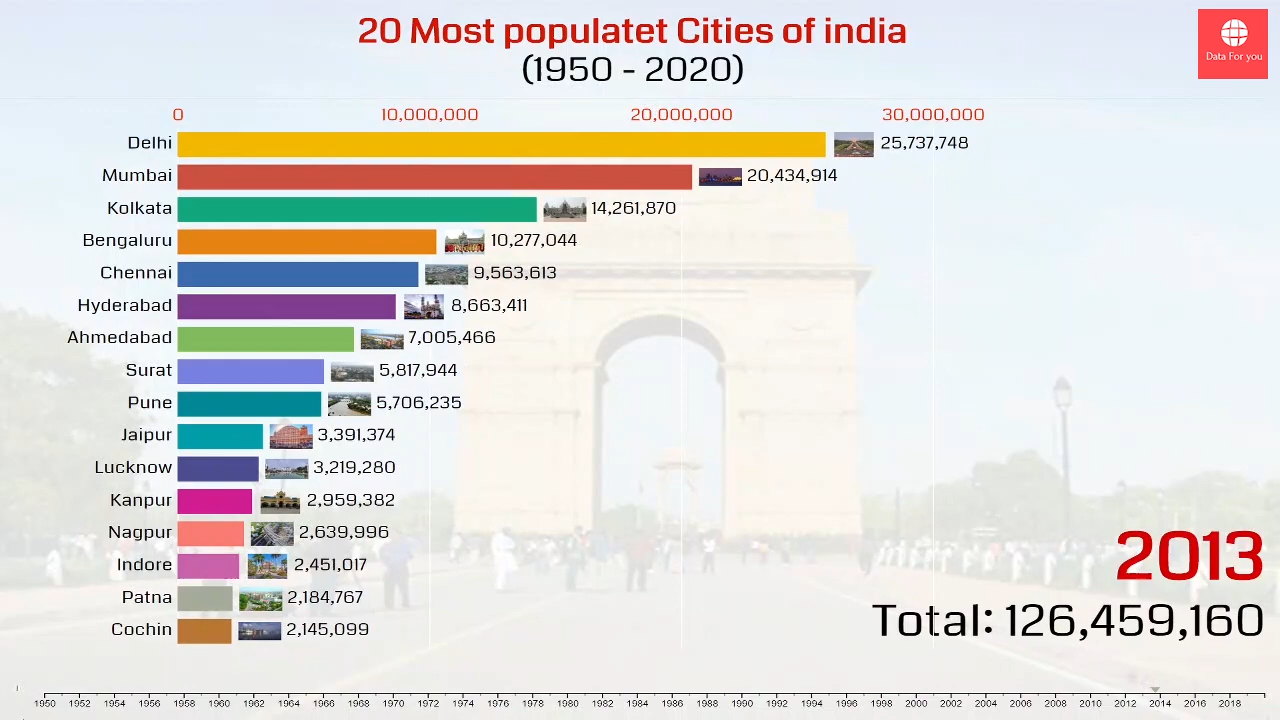 20 Most populatet Cities of india
(1950 - 2020)
Data For you
0 10,000,000 20,000,000 30,000,000
Delhi 25,737,748
Mumbai 20,434,914
Kolkata 14,261,870
Bengaluru 10,277,044
Chennai 9,563,613
Hyderabad 8,663,411
Ahmedabad 7,005,466
Surat 5,817,944
Pune 5,706,235
Jaipur 3,391,374
Lucknow 3,219,280
Kanpur 2,959,382
Nagpur 2,639,996
Indore 2,451,017
Patna 2,184,767
Cochin 2,145,099
2013
Total: 126,459,160
1950 1952 1954 1956 1958 1960 1962 1964 1966 1968 1970 1972 1974 1976 1978 1980 1982 1984 1986 1988 1990 1992 1994 1996 1998 2000 2002 2004 2006 2008 2010 2012 2014 2016 2018